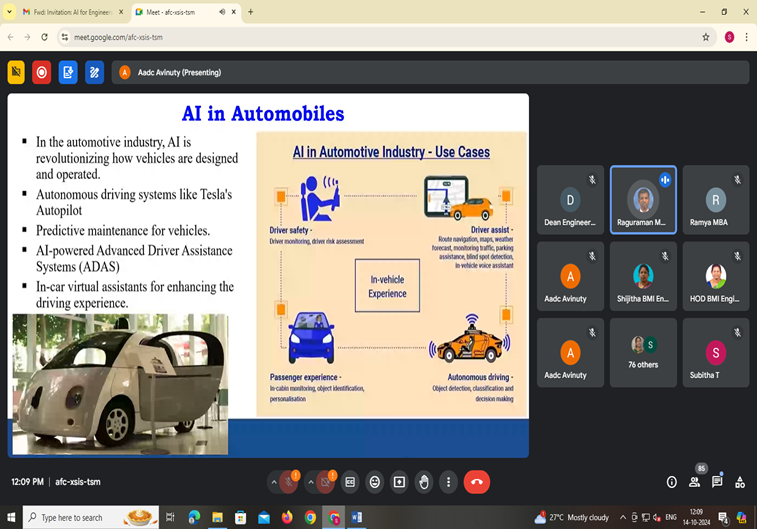 Fwd: Invitation: AI for Engineer
Meet - afc-xsis-tsm
meet.google.com/afc-xsis-tsm
S
A
Aadc Avinuty (Presenting)
AI in Automobiles
In the automotive industry, AI is
revolutionizing how vehicles are designed
and operated.
Autonomous driving systems like Tesla's
Autopilot
Predictive maintenance for vehicles.
AI-powered Advanced Driver Assistance
Systems (ADAS)
In-car virtual assistants for enhancing the
driving experience.
AI in Automotive Industry - Use Cases
Driver safety -
Driver monitoring, driver risk assessment
Driver assist -
Route navigation, maps, weather
forecast, monitoring traffic, parking
assistance, blind spot detection,
in vehicle voice assistant
In-vehicle
Experience
Passenger experience -
In-cabin monitoring, object identification,
personalisation
Autonomous driving -
Object detection, classification and
decision making
D
Dean Engineer...
Raguraman M...
R
Ramya MBA
A
Aadc Avinuty
Shijitha BMI En...
HOD BMI Engi...
A
Aadc Avinuty
S
76 others
S
Subitha T
12:09 PM | afc-xsis-tsm
85
Type here to search
27°C Mostly cloudy
ENG
12:09
14-10-2024
4